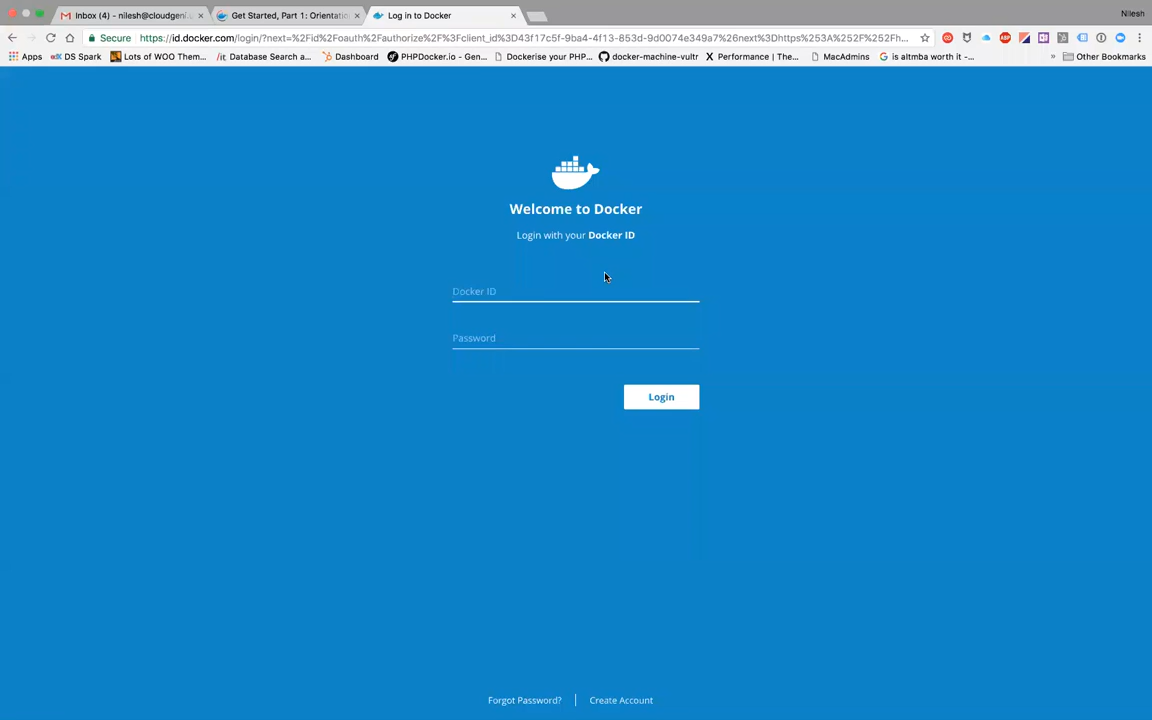 Nilesh
Inbox (4) - nilesh@cloudgeni
Get Started, Part 1: Orientatio
Log in to Docker
Secure
https://id.docker.com/login/?next=%2Fid%2Foauth%2Fauthorize%2F%3Fclient_id%3D43f17c5f-9ba4-4f13-853d-9d0074e349a7%26next%3Dhttps%253A%252F%252Fh...
Apps
DS Spark
Lots of WOO Them...
Database Search a...
Dashboard
PHPDocker.io - Gen...
Dockerise your PHP...
docker-machine-vultr
Performance | The...
MacAdmins
is altmba worth it -...
» Other Bookmarks
Welcome to Docker
Login with your Docker ID
Docker ID
Password
Login
Forgot Password?
Create Account